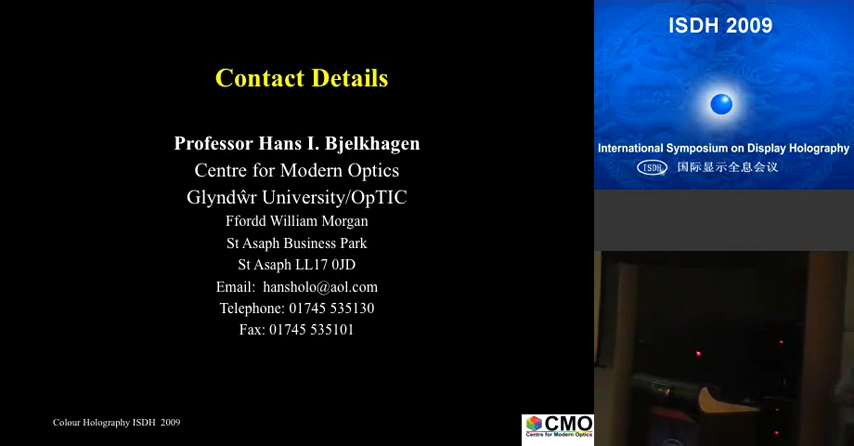 Contact Details
Professor Hans I. Bjelkhagen
Centre for Modern Optics
Glyndŵr University/OpTIC
Ffordd William Morgan
St Asaph Business Park
St Asaph LL17 0JD
Email: hansholo@aol.com
Telephone: 01745 535130
Fax: 01745 535101
Colour Holography ISDH 2009
CMO
Centre for Modern Optics
ISDH 2009
International Symposium on Display Holography
ISDH 国际显示全息会议